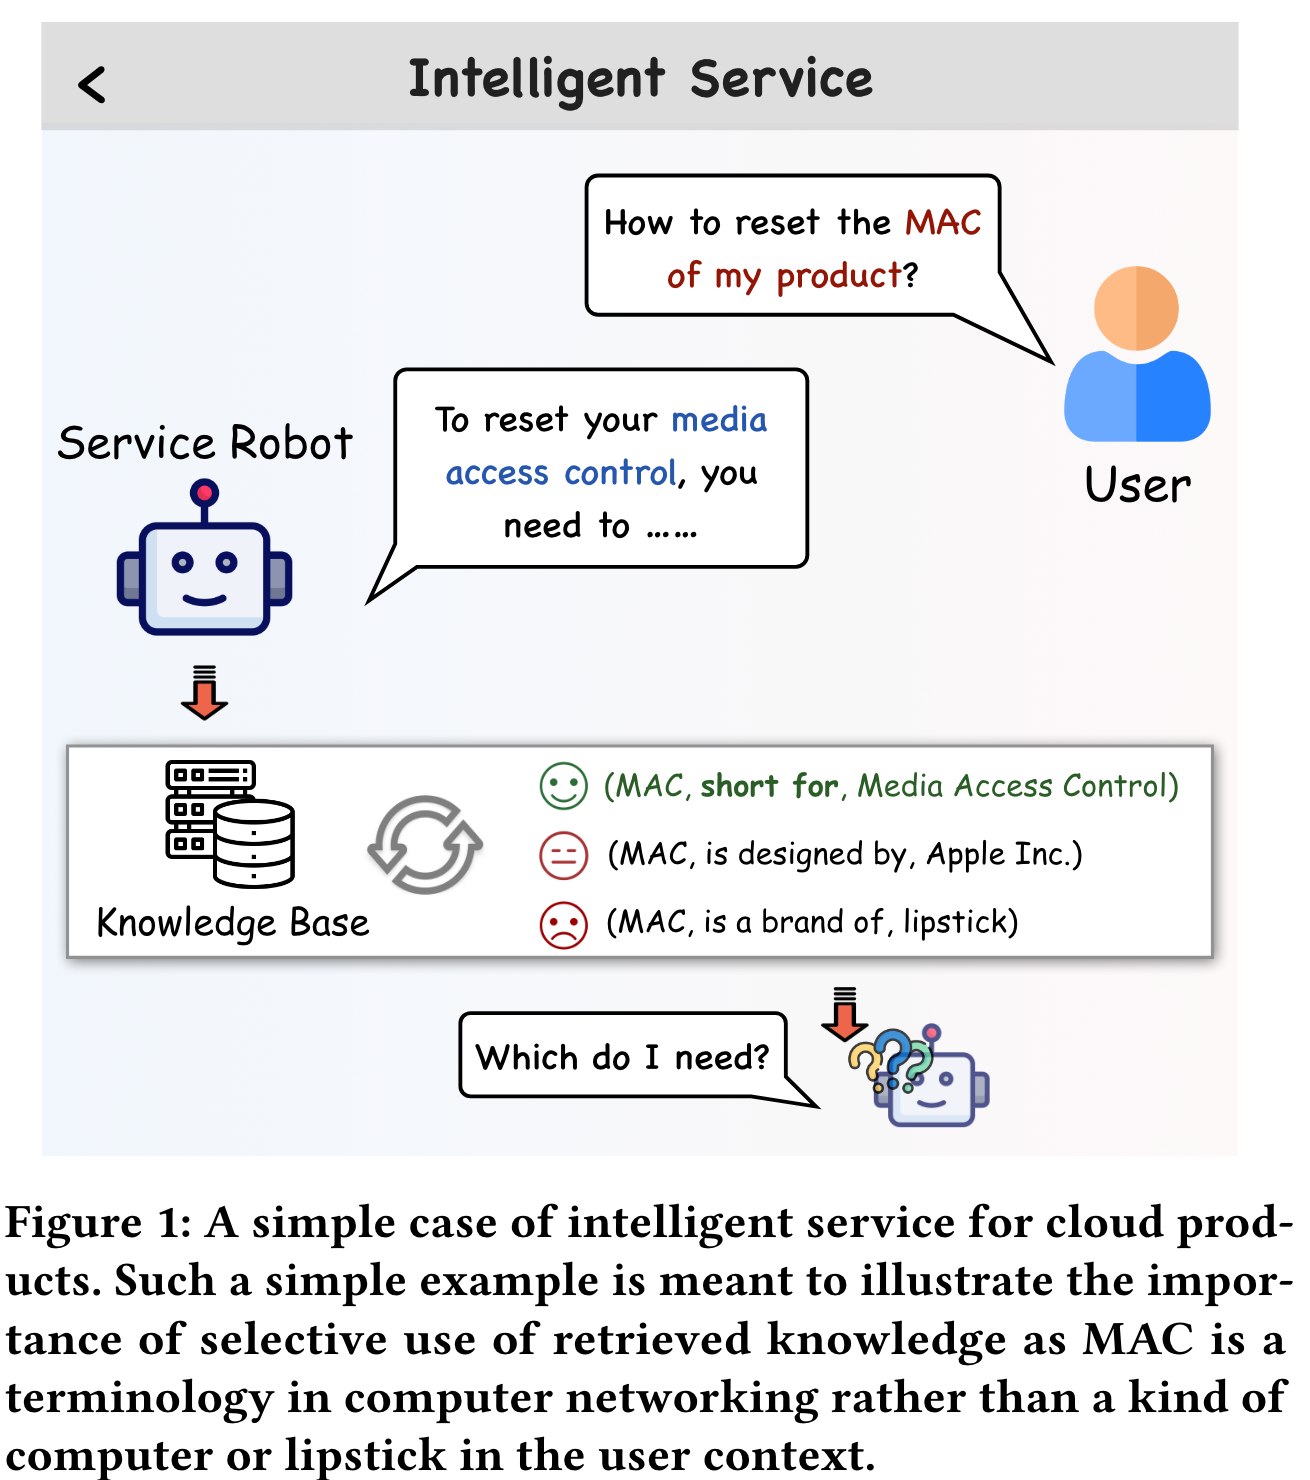 <
Intelligent Service
How to reset the MAC
of my product?
User
To reset your media
access control, you
need to ......
Service Robot
Knowledge Base
(MAC, short for, Media Access Control)
(MAC, is designed by, Apple Inc.)
(MAC, is a brand of, lipstick)
Which do I need?
???
Figure 1: A simple case of intelligent service for cloud prod-
ucts. Such a simple example is meant to illustrate the impor-
tance of selective use of retrieved knowledge as MAC is a
terminology in computer networking rather than a kind of
computer or lipstick in the user context.